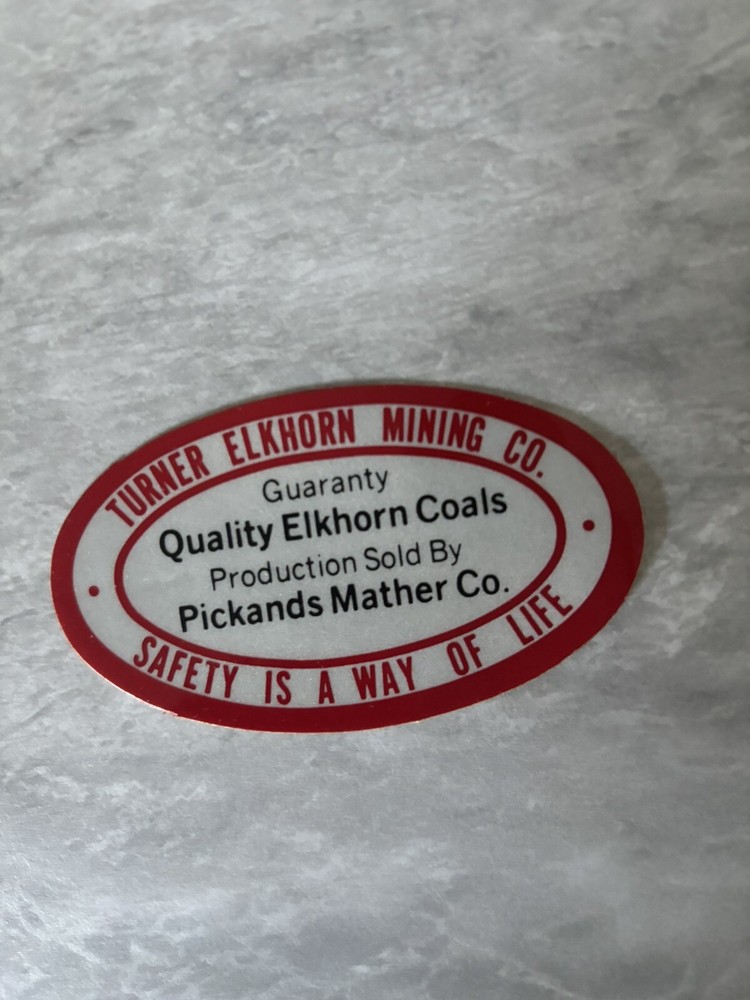 TURNER ELKHORN MINING CO.
Guaranty
Quality Elkhorn Coals
Production Sold By
Pickands Mather Co.
SAFETY IS A WAY OF LIFE